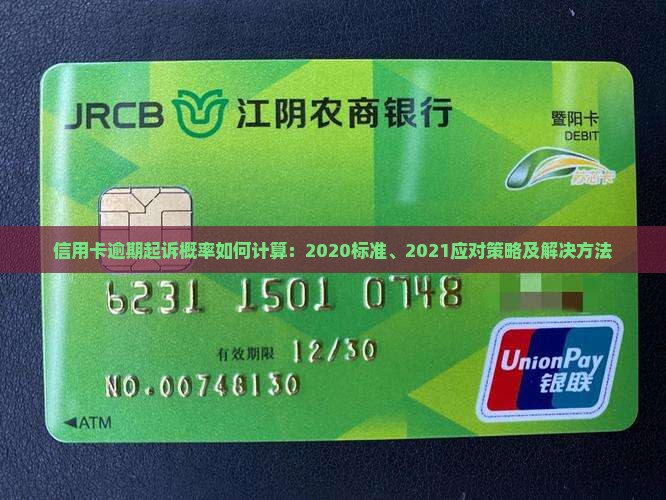 JRCB 江阴农商银行
暨阳卡
DEBIT
信用卡逾期起诉概率如何计算：2020标准、2021应对策略及解决方法
6231 1501 0748
有效期限 12/30
NO.00748130
UnionPay
银联
◀ATM